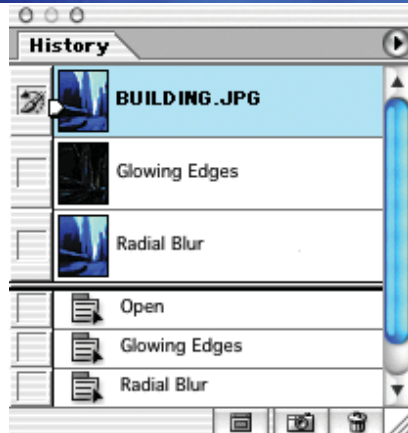 History
BUILDING.JPG
Glowing Edges
Radial Blur
Open
Glowing Edges
Radial Blur